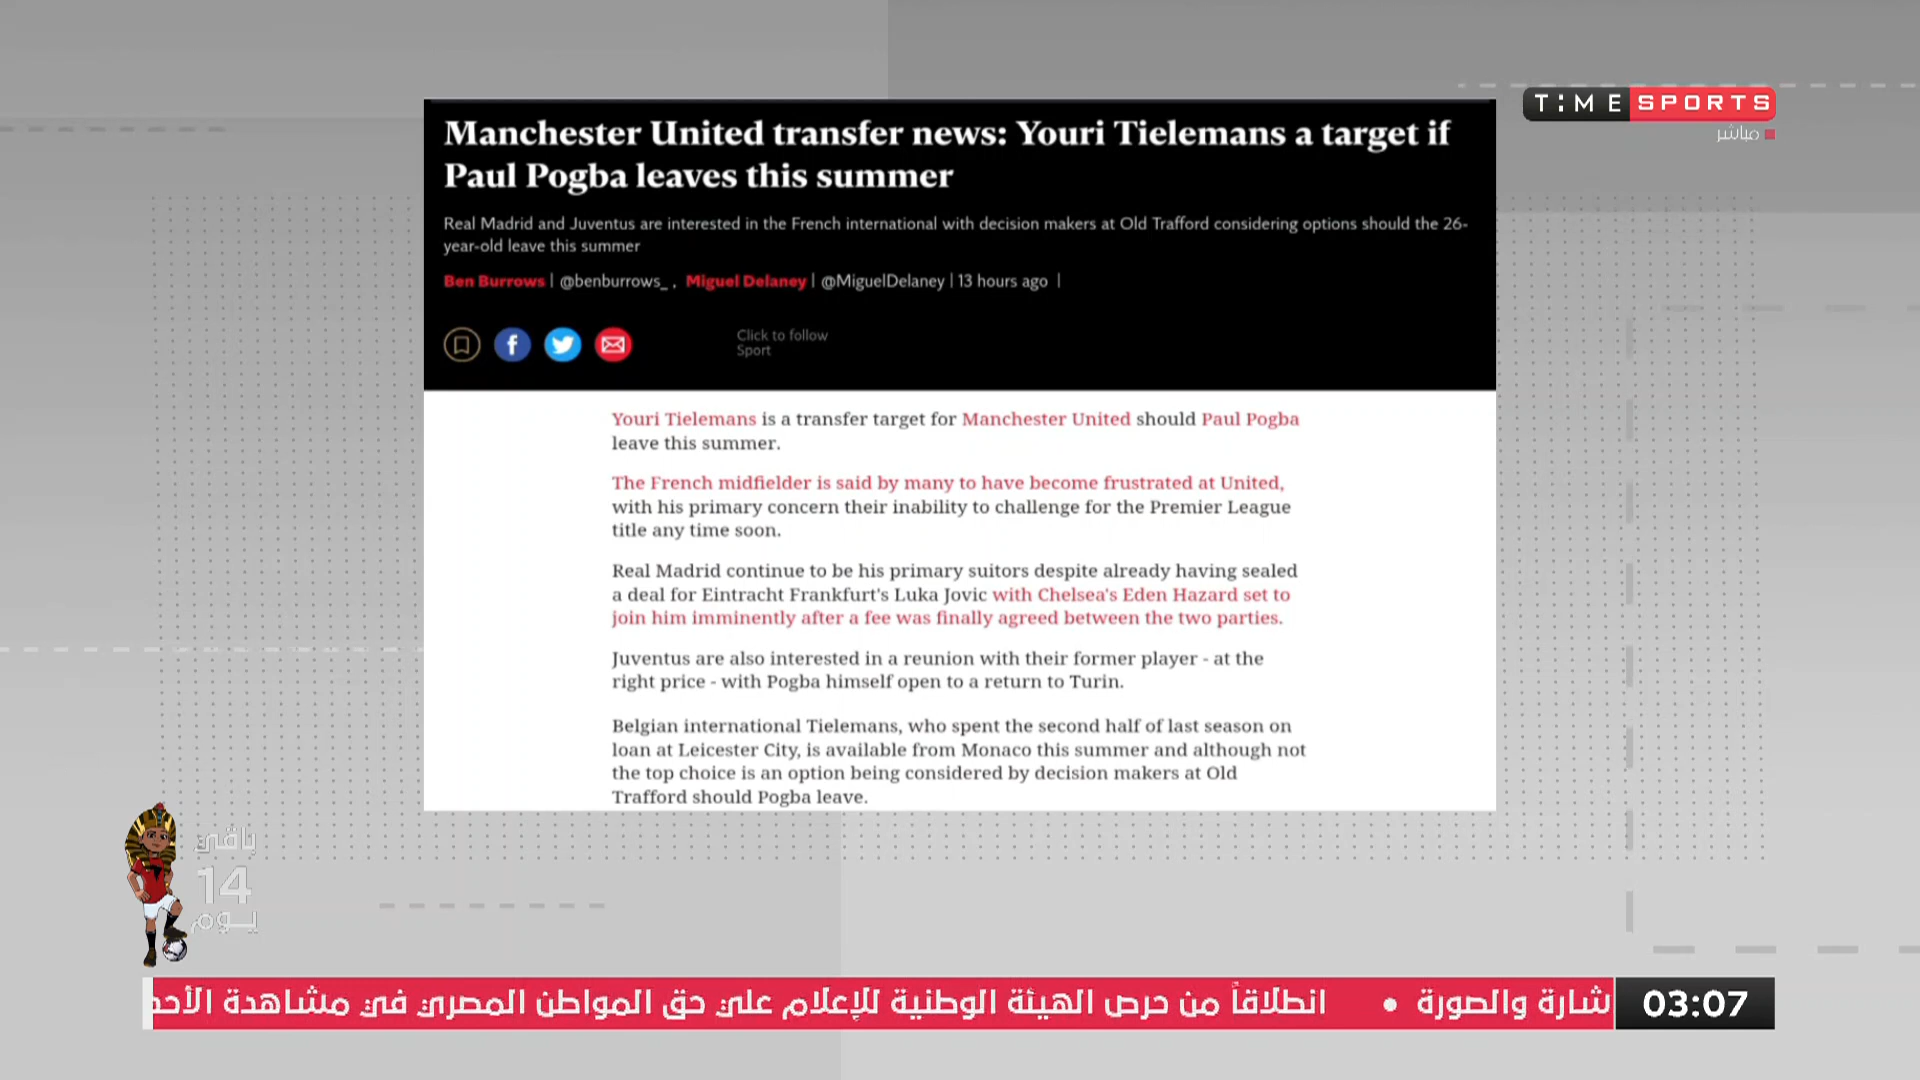 TIME SPORTS
مباشر
Manchester United transfer news: Youri Tielemans a target if
Paul Pogba leaves this summer
Real Madrid and Juventus are interested in the French international with decision makers at Old Trafford considering options should the 26-
year-old leave this summer
Ben Burrows | @benburrows_ , Miguel Delaney | @MiguelDelaney | 13 hours ago |
Click to follow
Sport
Youri Tielemans is a transfer target for Manchester United should Paul Pogba
leave this summer.
The French midfielder is said by many to have become frustrated at United,
with his primary concern their inability to challenge for the Premier League
title any time soon.
Real Madrid continue to be his primary suitors despite already having sealed
a deal for Eintracht Frankfurt's Luka Jovic with Chelsea's Eden Hazard set to
join him imminently after a fee was finally agreed between the two parties.
Juventus are also interested in a reunion with their former player - at the
right price - with Pogba himself open to a return to Turin.
Belgian international Tielemans, who spent the second half of last season on
loan at Leicester City, is available from Monaco this summer and although not
the top choice is an option being considered by decision makers at Old
Trafford should Pogba leave.
باقي
14
يوم
شارة والصورة • انطلاقاً من حرص الهيئة الوطنية للإعلام علي حق المواطن المصري في مشاهدة
03:07